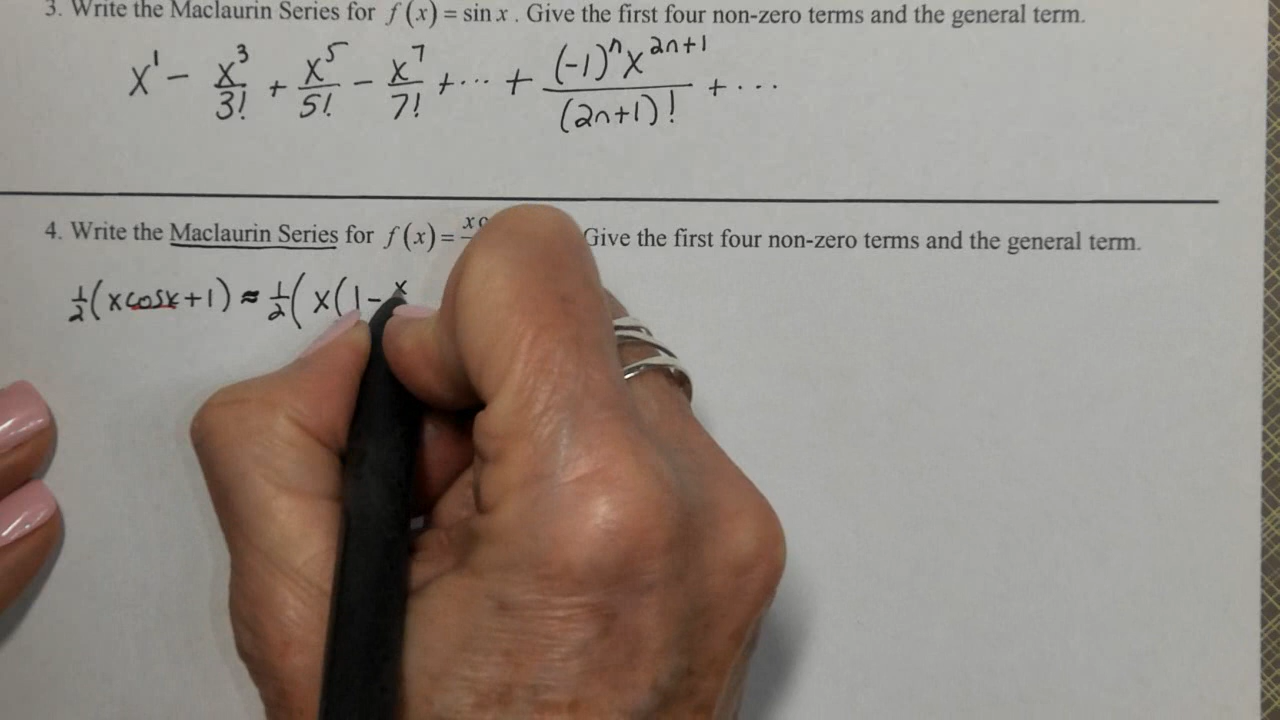 3. Write the Maclaurin Series for f(x) = sin x. Give the first four non-zero terms and the general term.
x¹ − x³/3! + x⁵/5! − x⁷/7! + ··· + (-1)ⁿx²ⁿ⁺¹/(2n+1)! + ···
4. Write the Maclaurin Series for f(x) = x Give the first four non-zero terms and the general term.
½(xcosx+1) ≈ ½(x(1−x